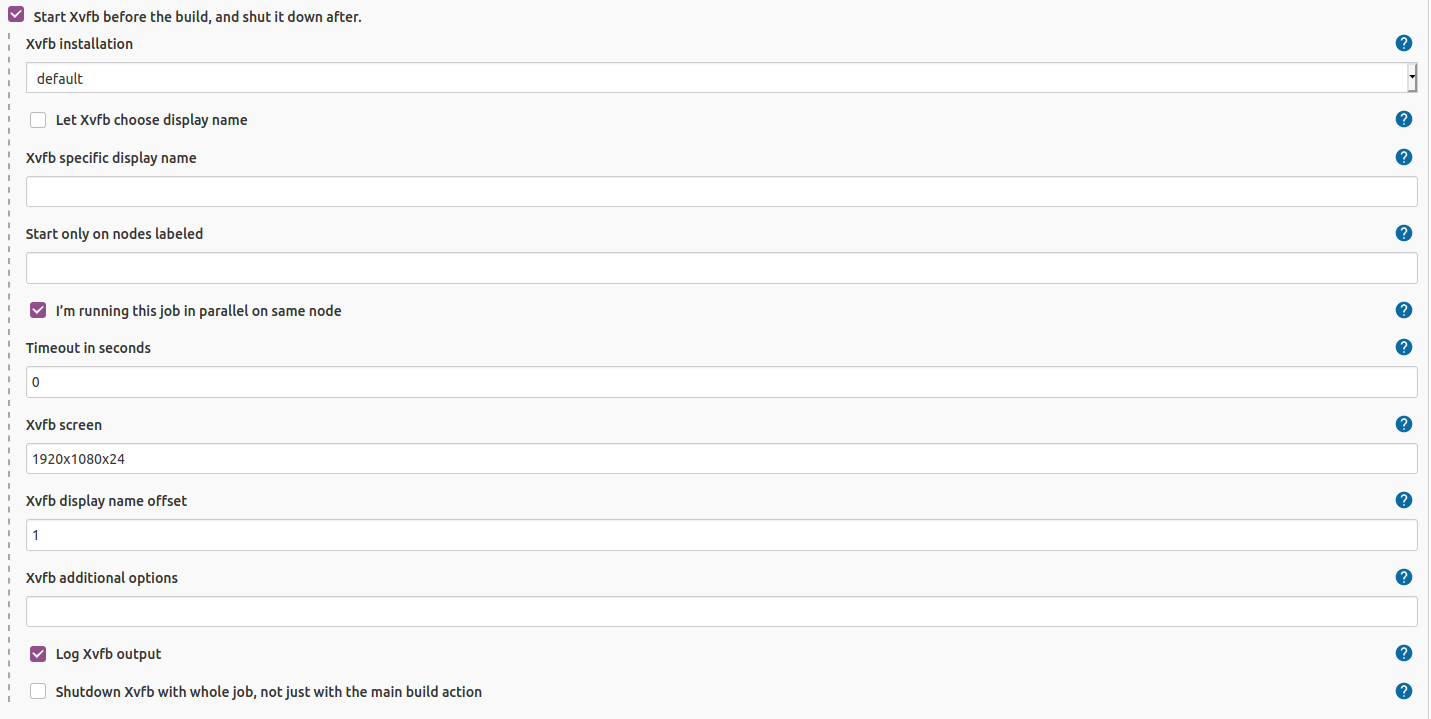 Start Xvfb before the build, and shut it down after.
Xvfb installation
?
default
Let Xvfb choose display name
?
Xvfb specific display name
?
Start only on nodes labeled
?
I’m running this job in parallel on same node
?
Timeout in seconds
?
0
Xvfb screen
?
1920x1080x24
Xvfb display name offset
?
1
Xvfb additional options
?
Log Xvfb output
?
Shutdown Xvfb with whole job, not just with the main build action
?